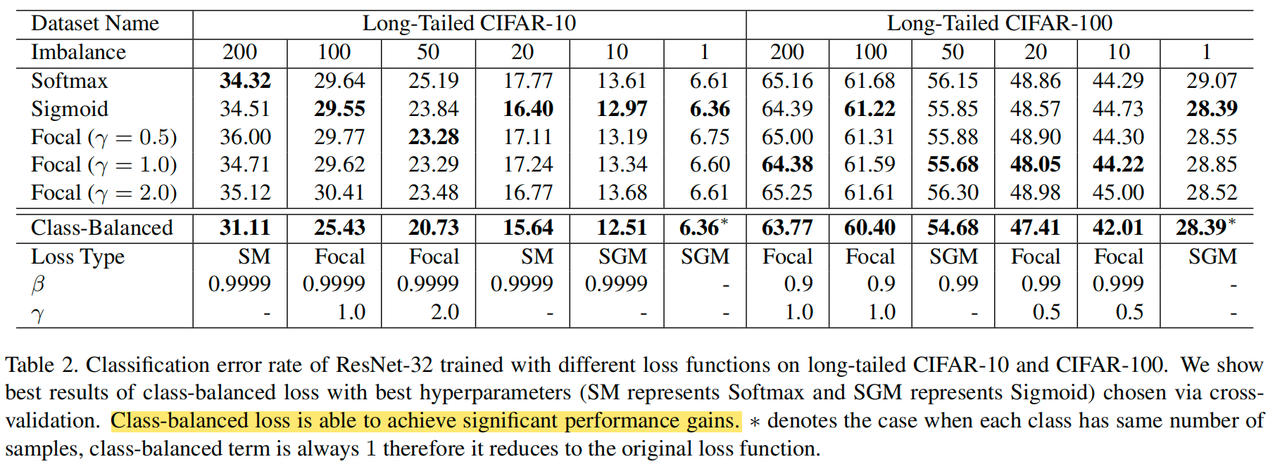 Dataset Name Long-Tailed CIFAR-10 Long-Tailed CIFAR-100
Imbalance 200 100 50 20 10 1 200 100 50 20 10 1
Softmax 34.32 29.64 25.19 17.77 13.61 6.61 65.16 61.68 56.15 48.86 44.29 29.07
Sigmoid 34.51 29.55 23.84 16.40 12.97 6.36 64.39 61.22 55.85 48.57 44.73 28.39
Focal (γ = 0.5) 36.00 29.77 23.28 17.11 13.19 6.75 65.00 61.31 55.88 48.90 44.30 28.55
Focal (γ = 1.0) 34.71 29.62 23.29 17.24 13.34 6.60 64.38 61.59 55.68 48.05 44.22 28.85
Focal (γ = 2.0) 35.12 30.41 23.48 16.77 13.68 6.61 65.25 61.61 56.30 48.98 45.00 28.52
Class-Balanced 31.11 25.43 20.73 15.64 12.51 6.36* 63.77 60.40 54.68 47.41 42.01 28.39*
Loss Type SM Focal Focal SM SGM SGM Focal Focal SGM Focal Focal SGM
β 0.9999 0.9999 0.9999 0.9999 0.9999 - 0.9 0.9 0.99 0.99 0.999 -
γ - 1.0 2.0 - - - 1.0 1.0 - 0.5 0.5 -
Table 2. Classification error rate of ResNet-32 trained with different loss functions on long-tailed CIFAR-10 and CIFAR-100. We show
best results of class-balanced loss with best hyperparameters (SM represents Softmax and SGM represents Sigmoid) chosen via cross-
validation. Class-balanced loss is able to achieve significant performance gains. * denotes the case when each class has same number of
samples, class-balanced term is always 1 therefore it reduces to the original loss function.